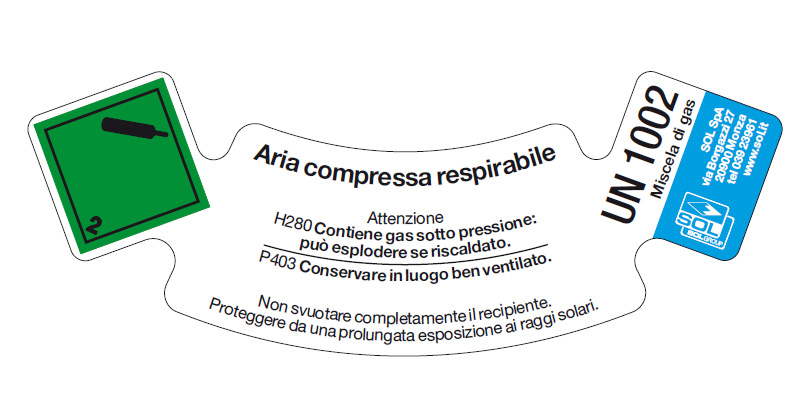 2
Aria compressa respirabile
Attenzione
H280 Contiene gas sotto pressione:
può esplodere se riscaldato.
P403 Conservare in luogo ben ventilato.
Non svuotare completamente il recipiente.
Proteggere da una prolungata esposizione ai raggi solari.
UN 1002
Miscela di gas
SOL SpA
via Borgazzi 27
20900 Monza
tel 039 23961
www.sol.it
SOL
SOLGROUP